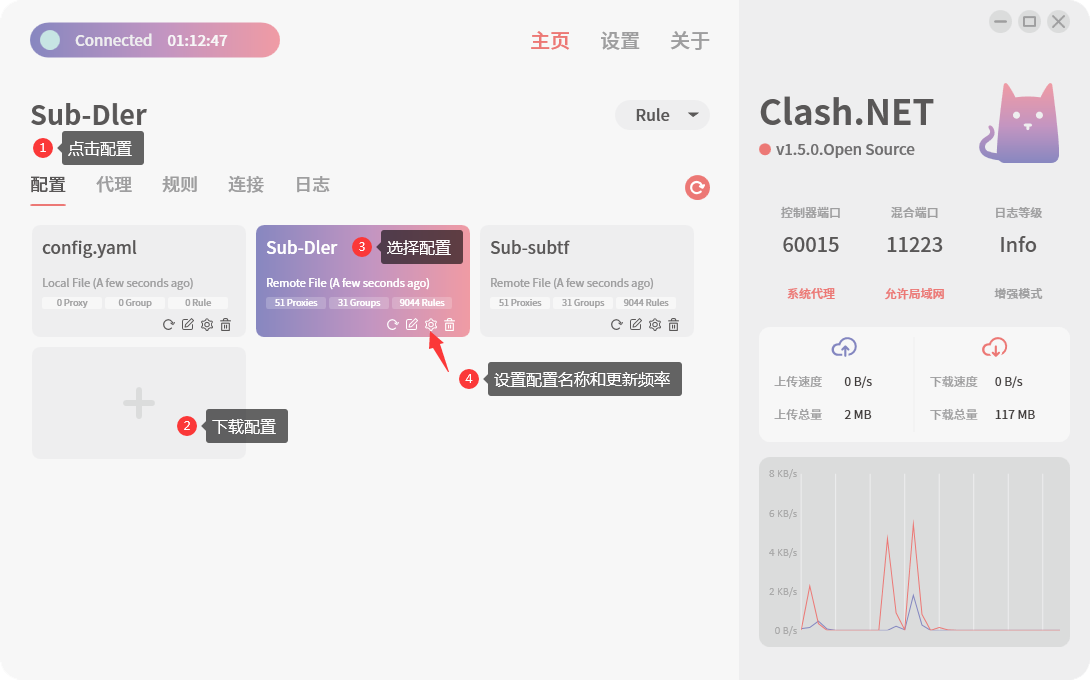 Connected 01:12:47
主页 设置 关于
Sub-Dler
Rule
1 点击配置
配置 代理 规则 连接 日志
config.yaml
Local File (A few seconds ago)
0 Proxy 0 Group 0 Rule
Sub-Dler
3 选择配置
Remote File (A few seconds ago)
51 Proxies 31 Groups 9044 Rules
Sub-subtf
Remote File (A few seconds ago)
51 Proxies 31 Groups 9044 Rules
4 设置配置名称和更新频率
2 下载配置
Clash.NET
v1.5.0.Open Source
控制器端口 混合端口 日志等级
60015 11223 Info
系统代理 允许局域网 增强模式
上传速度 0 B/s
上传总量 2 MB
下载速度 0 B/s
下载总量 117 MB
8 KB/s
6 KB/s
4 KB/s
2 KB/s
0 B/s